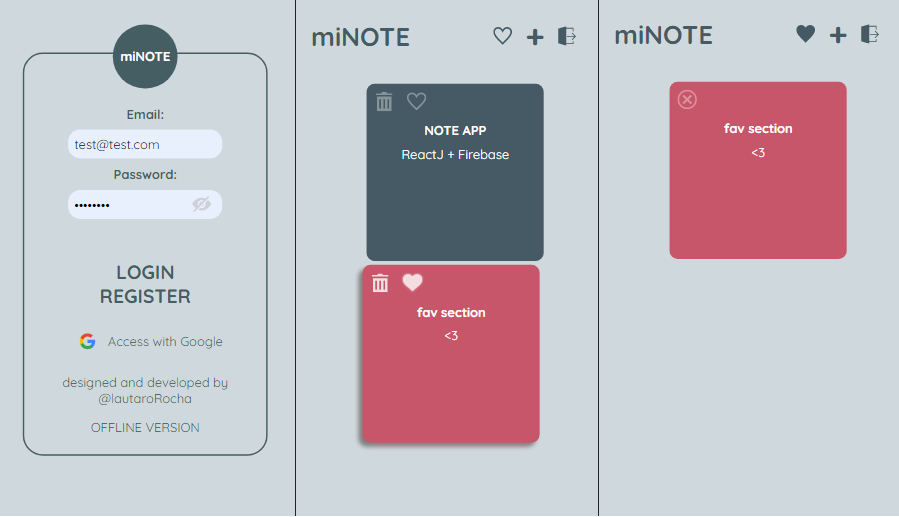 miNOTE
Email:
test@test.com
Password:
••••••••
LOGIN
REGISTER
Access with Google
designed and developed by
@lautaroRocha
OFFLINE VERSION
miNOTE
NOTE APP
ReactJ + FIrebase
fav section
<3
miNOTE
fav section
<3